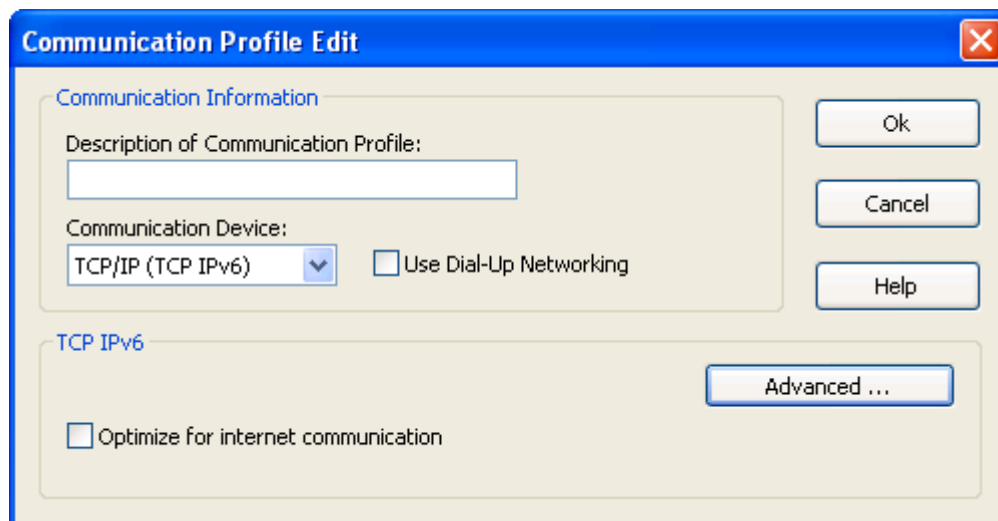 Communication Profile Edit
Communication Information
Description of Communication Profile:
Communication Device:
TCP/IP (TCP IPv6)
Use Dial-Up Networking
Ok
Cancel
Help
TCP IPv6
Advanced ...
Optimize for internet communication